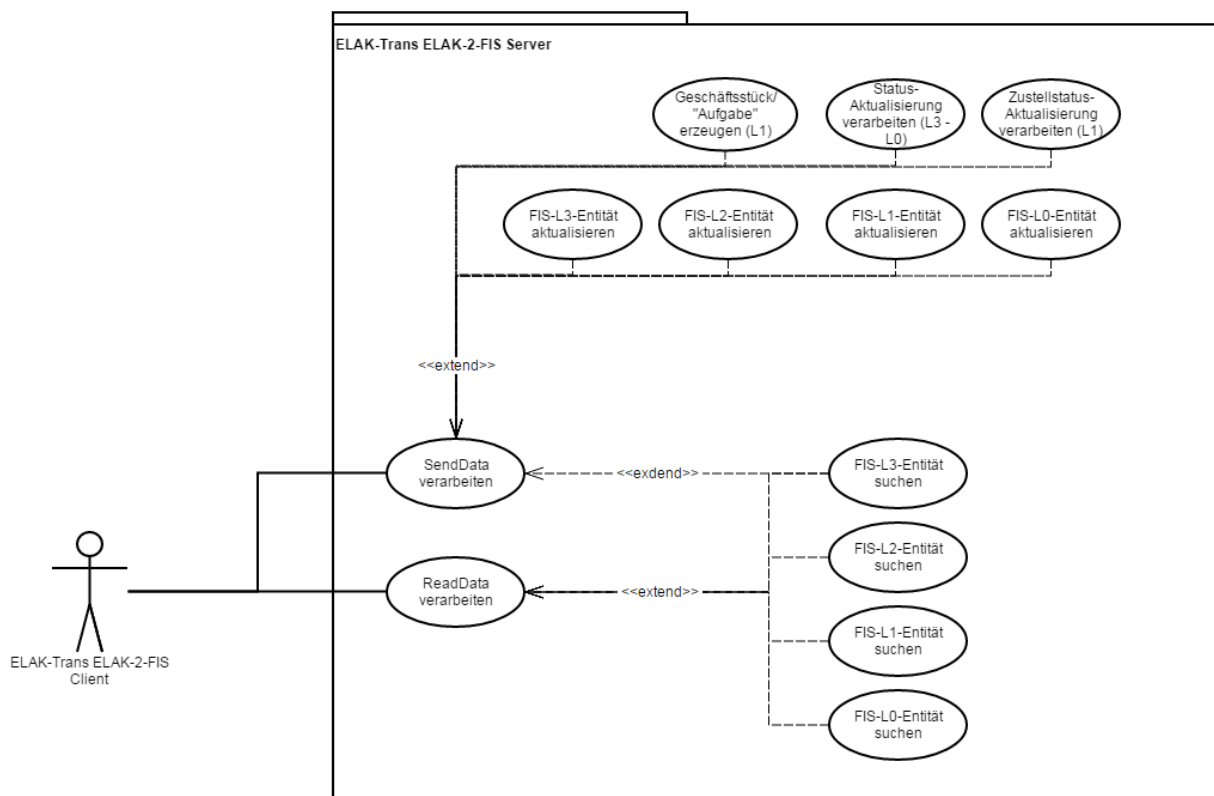 ELAK-Trans ELAK-2-FIS Server
Geschäftsstück/
"Aufgabe"
erzeugen (L1)
Status-
Aktualisierung
verarbeiten (L3 -
L0)
Zustellstatus-
Aktualisierung
verarbeiten (L1)
FIS-L3-Entität
aktualisieren
FIS-L2-Entität
aktualisieren
FIS-L1-Entität
aktualisieren
FIS-L0-Entität
aktualisieren
<<extend>>
SendData
verarbeiten
<<exdend>>
FIS-L3-Entität
suchen
FIS-L2-Entität
suchen
ReadData
verarbeiten
<<extend>>
FIS-L1-Entität
suchen
ELAK-Trans ELAK-2-FIS
Client
FIS-L0-Entität
suchen